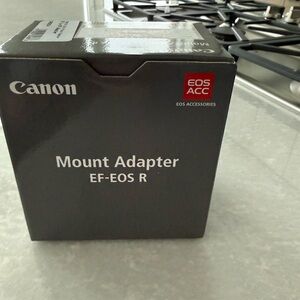 Canon
EOS
ACC
EOS ACCESSORIES
Mount Adapter
EF-EOS R